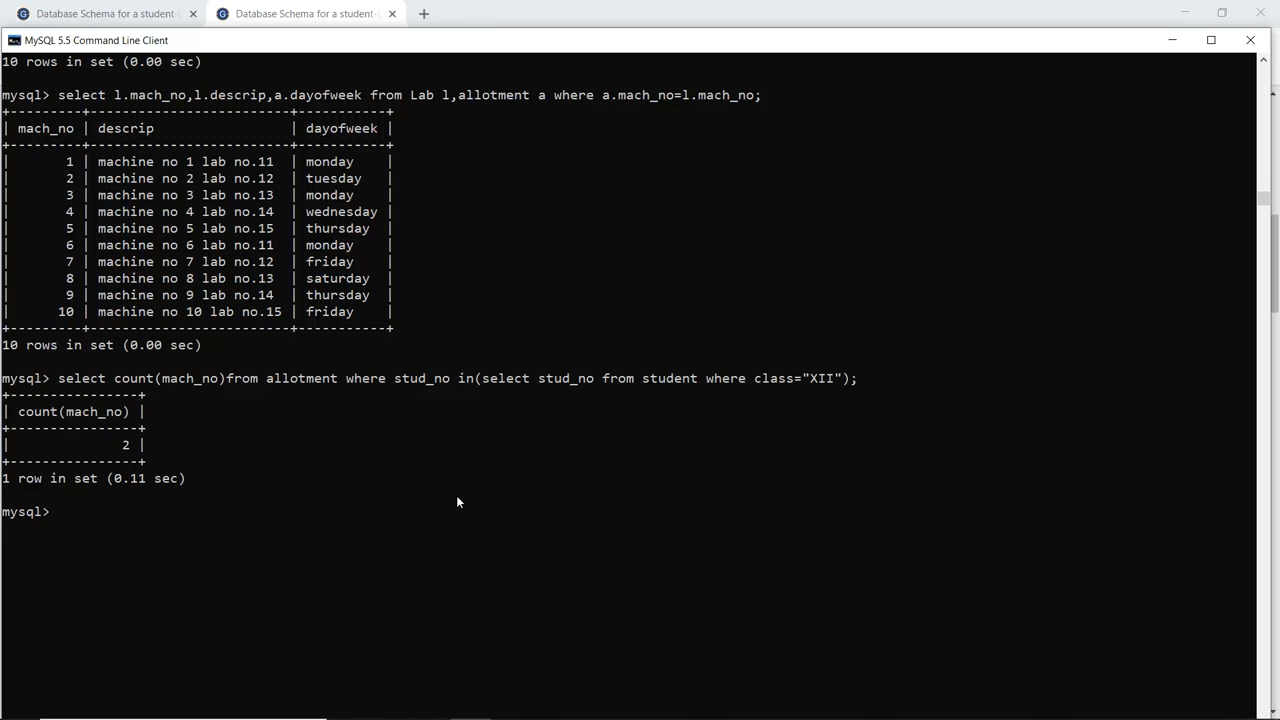 Database Schema for a student-
Database Schema for a student-L
MySQL 5.5 Command Line Client
10 rows in set (0.00 sec)
mysql> select l.mach_no,l.descrip,a.dayofweek from Lab l,allotment a where a.mach_no=l.mach_no;
+---------+--------------------------+-----------+
| mach_no | descrip                  | dayofweek |
+---------+--------------------------+-----------+
|       1 | machine no 1 lab no.11   | monday    |
|       2 | machine no 2 lab no.12   | tuesday   |
|       3 | machine no 3 lab no.13   | monday    |
|       4 | machine no 4 lab no.14   | wednesday |
|       5 | machine no 5 lab no.15   | thursday  |
|       6 | machine no 6 lab no.11   | monday    |
|       7 | machine no 7 lab no.12   | friday    |
|       8 | machine no 8 lab no.13   | saturday  |
|       9 | machine no 9 lab no.14   | thursday  |
|      10 | machine no 10 lab no.15 | friday    |
+---------+--------------------------+-----------+
10 rows in set (0.00 sec)
mysql> select count(mach_no)from allotment where stud_no in(select stud_no from student where class="XII");
+----------------+
| count(mach_no) |
+----------------+
|              2 |
+----------------+
1 row in set (0.11 sec)
mysql>